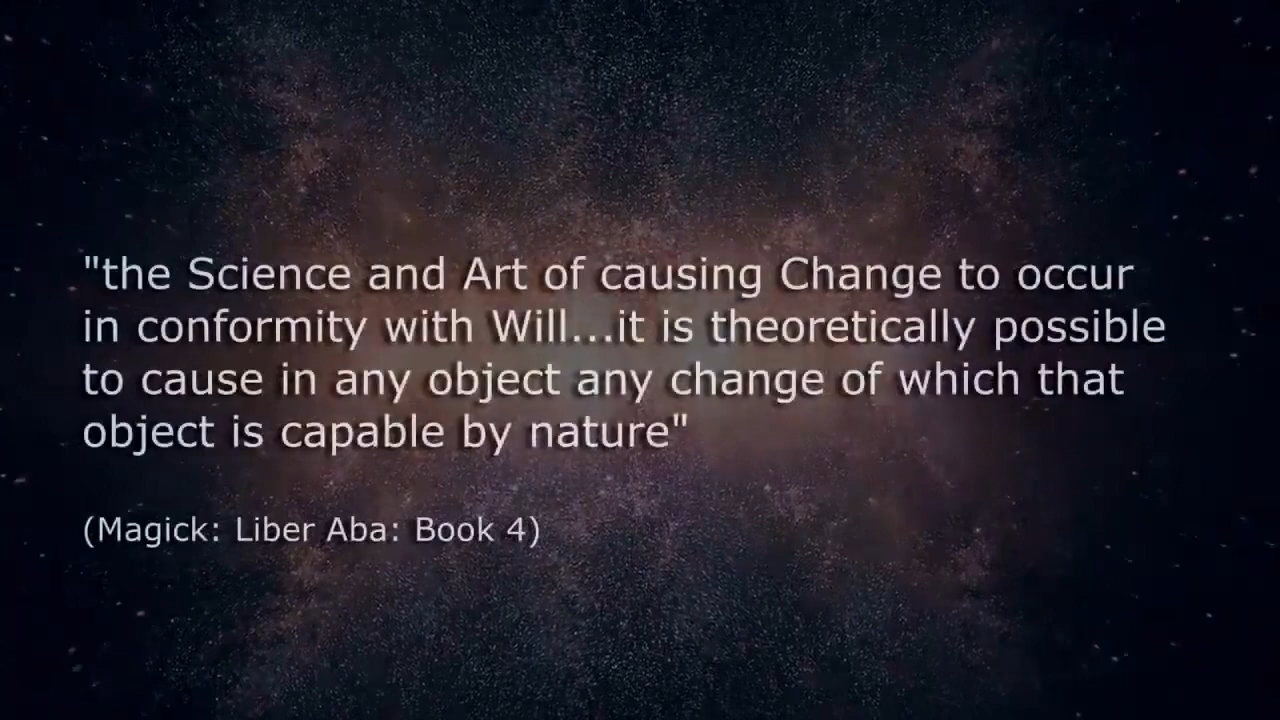 "the Science and Art of causing Change to occur
in conformity with Will...it is theoretically possible
to cause in any object any change of which that
object is capable by nature"
(Magick: Liber Aba: Book 4)